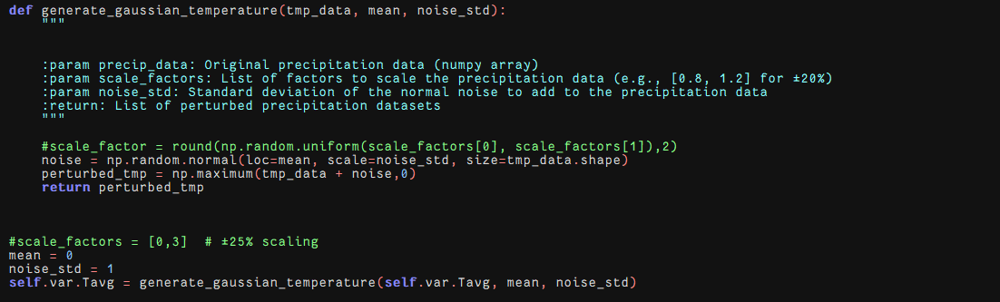 def generate_gaussian_temperature(tmp_data, mean, noise_std):
    """
    :param precip_data: Original precipitation data (numpy array)
    :param scale_factors: List of factors to scale the precipitation data (e.g., [0.8, 1.2] for ±20%)
    :param noise_std: Standard deviation of the normal noise to add to the precipitation data
    :return: List of perturbed precipitation datasets
    """
    #scale_factor = round(np.random.uniform(scale_factors[0], scale_factors[1]),2)
    noise = np.random.normal(loc=mean, scale=noise_std, size=tmp_data.shape)
    perturbed_tmp = np.maximum(tmp_data + noise,0)
    return perturbed_tmp
#scale_factors = [0,3]  # ±25% scaling
mean = 0
noise_std = 1
self.var.Tavg = generate_gaussian_temperature(self.var.Tavg, mean, noise_std)